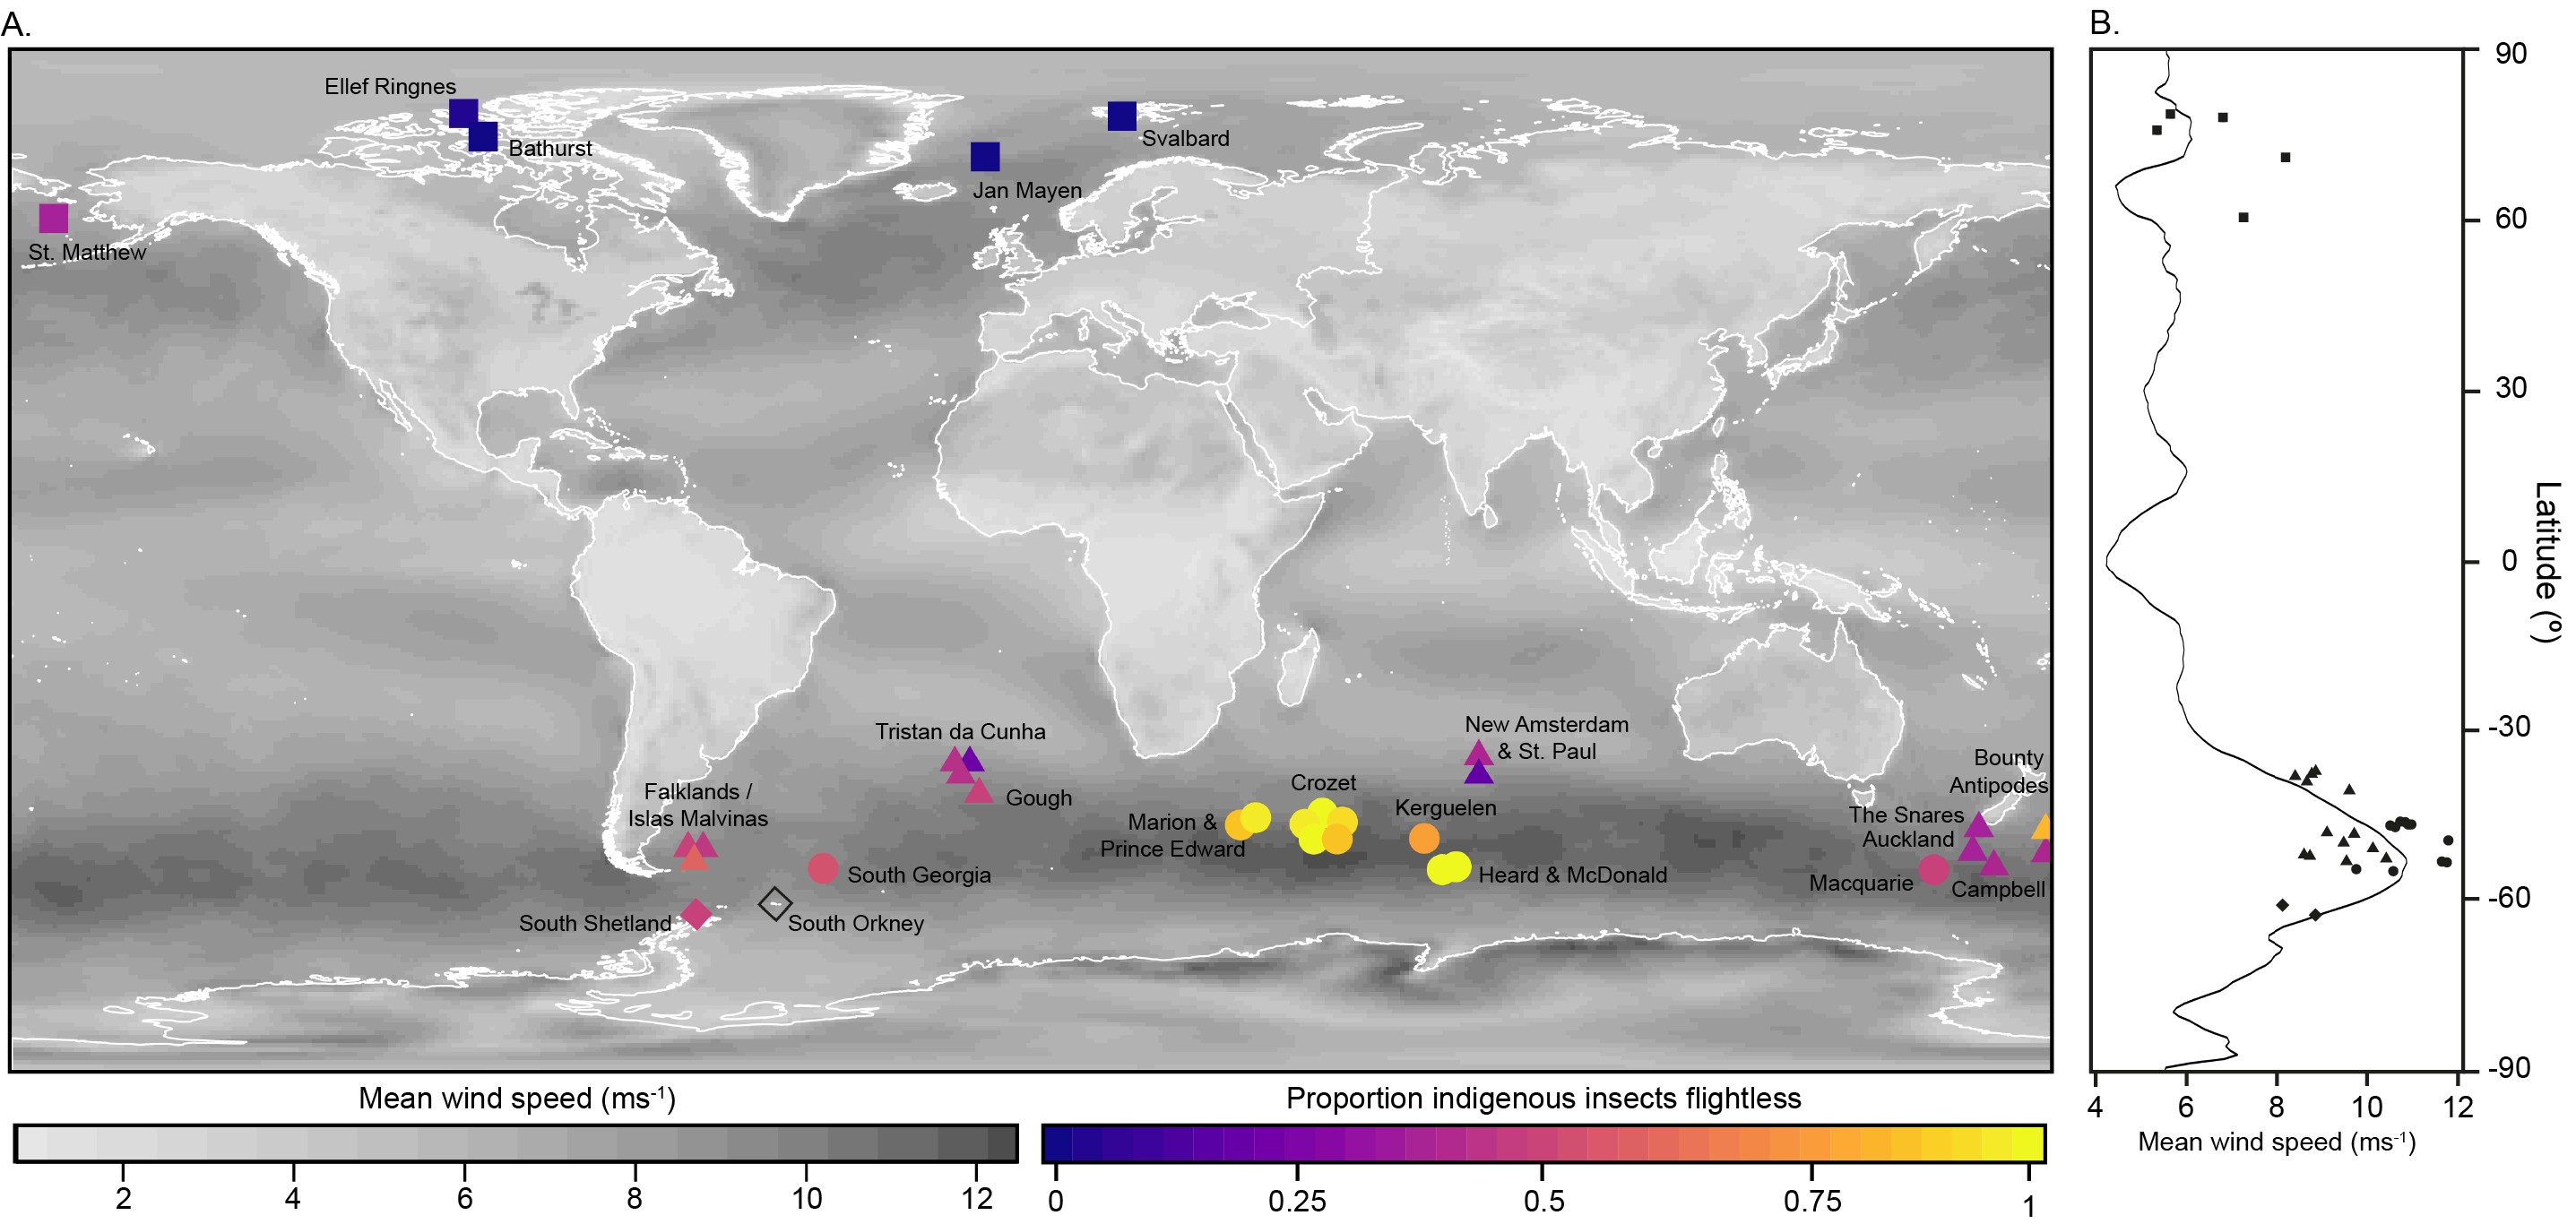 A.
B.
Ellef Ringnes
Bathurst
Svalbard
Jan Mayen
St. Matthew
Tristan da Cunha
Gough
New Amsterdam
& St. Paul
Falklands /
Islas Malvinas
Crozet
Kerguelen
Marion &
Prince Edward
Heard & McDonald
South Georgia
South Shetland
South Orkney
Bounty
Antipodes
The Snares
Auckland
Macquarie
Campbell
90
60
30
0
-30
-60
-90
Latitude (º)
4 6 8 10 12
Mean wind speed (ms-1)
Mean wind speed (ms-1)
2 4 6 8 10 12
Proportion indigenous insects flightless
0 0.25 0.5 0.75 1